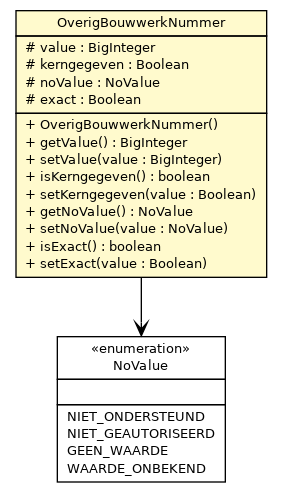 OverigBouwwerkNummer
# value : BigInteger
# kerngegeven : Boolean
# noValue : NoValue
# exact : Boolean
+ OverigBouwwerkNummer()
+ getValue() : BigInteger
+ setValue(value : BigInteger)
+ isKerngegeven() : boolean
+ setKerngegeven(value : Boolean)
+ getNoValue() : NoValue
+ setNoValue(value : NoValue)
+ isExact() : boolean
+ setExact(value : Boolean)
«enumeration»
NoValue
NIET_ONDERSTEUND
NIET_GEAUTORISEERD
GEEN_WAARDE
WAARDE_ONBEKEND